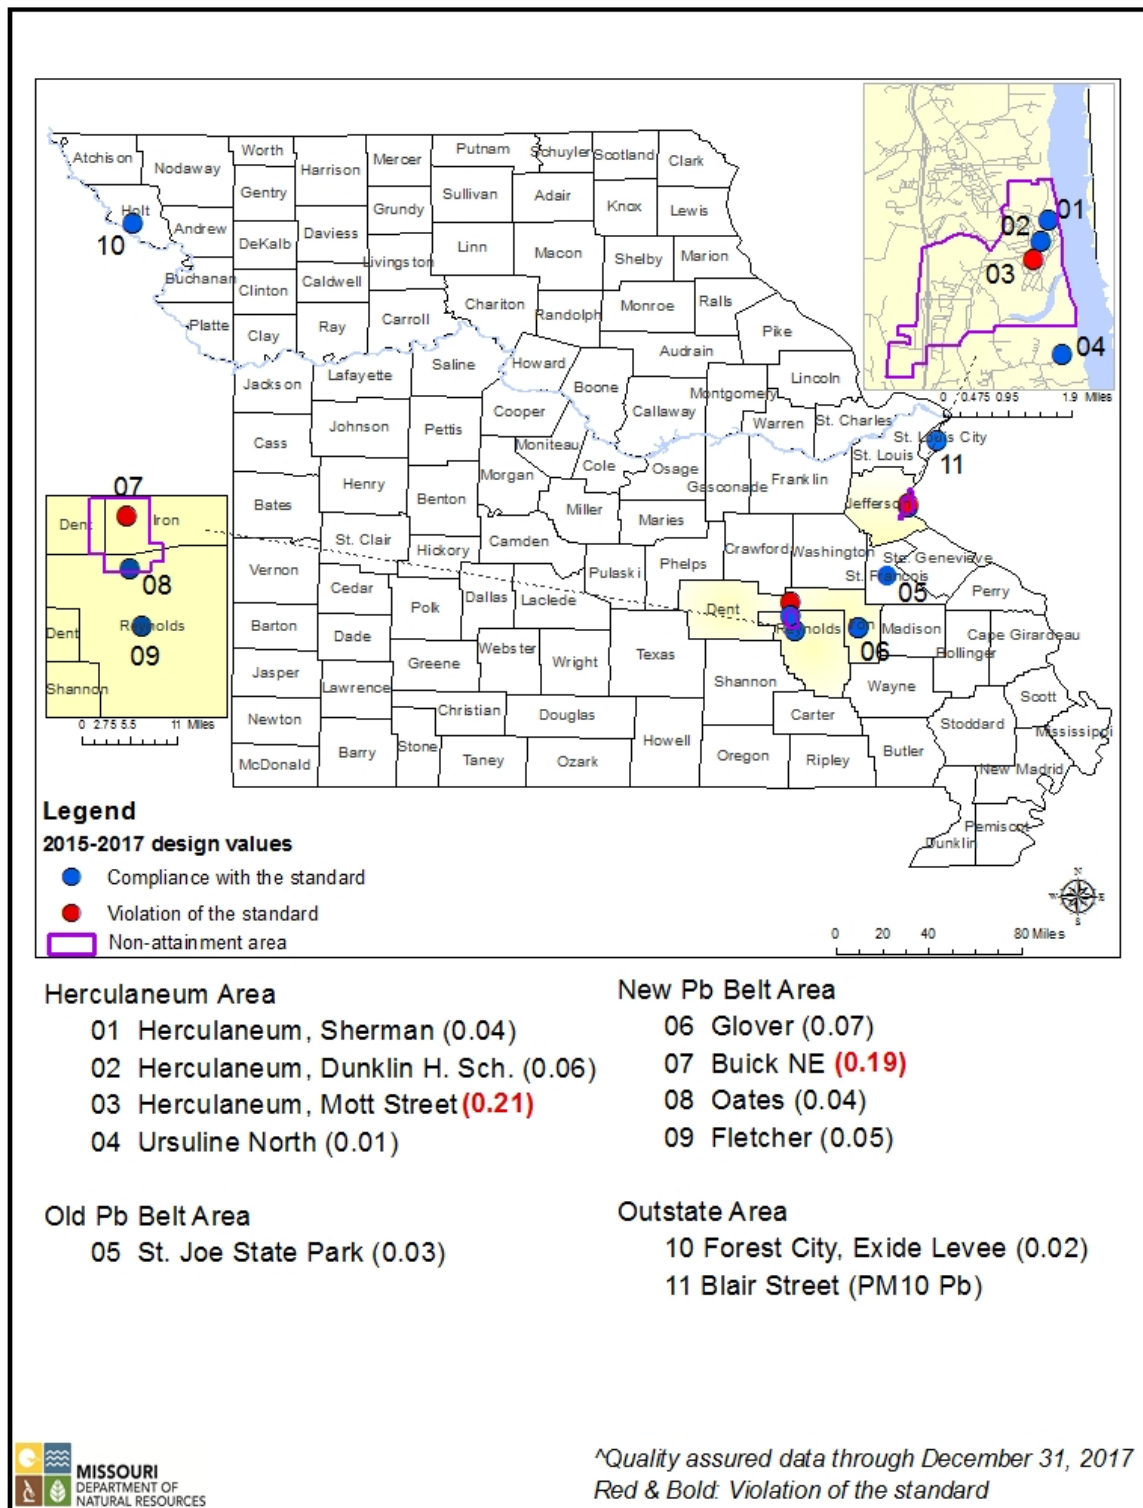 Atchison
Nodaway
Worth
Harrison
Mercer
Putnam
Schuyler
Scotland
Clark
Gentry
Sullivan
Adair
Knox
Lewis
Holt
10
Andrew
DeKalb
Daviess
Grundy
Linn
Macon
Shelby
Marion
Buchanan
Clinton
Caldwell
Livingston
Chariton
Randolph
Monroe
Ralls
Pike
Platte
Clay
Ray
Carroll
Saline
Howard
Audrain
Jackson
Lafayette
Boone
Callaway
Montgomery
Lincoln
Cooper
Warren
St. Charles
Cass
Johnson
Pettis
Moniteau
Cole
Osage
Gasconade
Franklin
St. Louis City
St. Louis
11
Bates
Henry
Benton
Morgan
Miller
Maries
Jefferson
St. Clair
Hickory
Camden
Pulaski
Phelps
Crawford
Washington
Ste. Genevieve
St. Francois
05
Perry
Vernon
Cedar
Polk
Dallas
Laclede
Dent
Barton
Dade
Greene
Webster
Wright
Texas
Reynolds
Iron
06
Madison
Cape Girardeau
Bollinger
Jasper
Lawrence
Christian
Douglas
Shannon
Wayne
Scott
Newton
Barry
Stone
Taney
Ozark
Howell
Oregon
Carter
Ripley
Butler
Stoddard
Mississippi
McDonald
New Madrid
Pemiscot
Dunklin
01
02
03
04
0 0.475 0.95 1.9 Miles
07
Dent
Iron
08
Dent
Reynolds
09
Shannon
0 2.75 5.5 11 Miles
Legend
2015-2017 design values
Compliance with the standard
Violation of the standard
Non-attainment area
N
W
E
S
0 20 40 80 Miles
Herculaneum Area
01 Herculaneum, Sherman (0.04)
02 Herculaneum, Dunklin H. Sch. (0.06)
03 Herculaneum, Mott Street (0.21)
04 Ursuline North (0.01)
New Pb Belt Area
06 Glover (0.07)
07 Buick NE (0.19)
08 Oates (0.04)
09 Fletcher (0.05)
Old Pb Belt Area
05 St. Joe State Park (0.03)
Outstate Area
10 Forest City, Exide Levee (0.02)
11 Blair Street (PM10 Pb)
MISSOURI
DEPARTMENT OF
NATURAL RESOURCES
^Quality assured data through December 31, 2017
Red & Bold: Violation of the standard